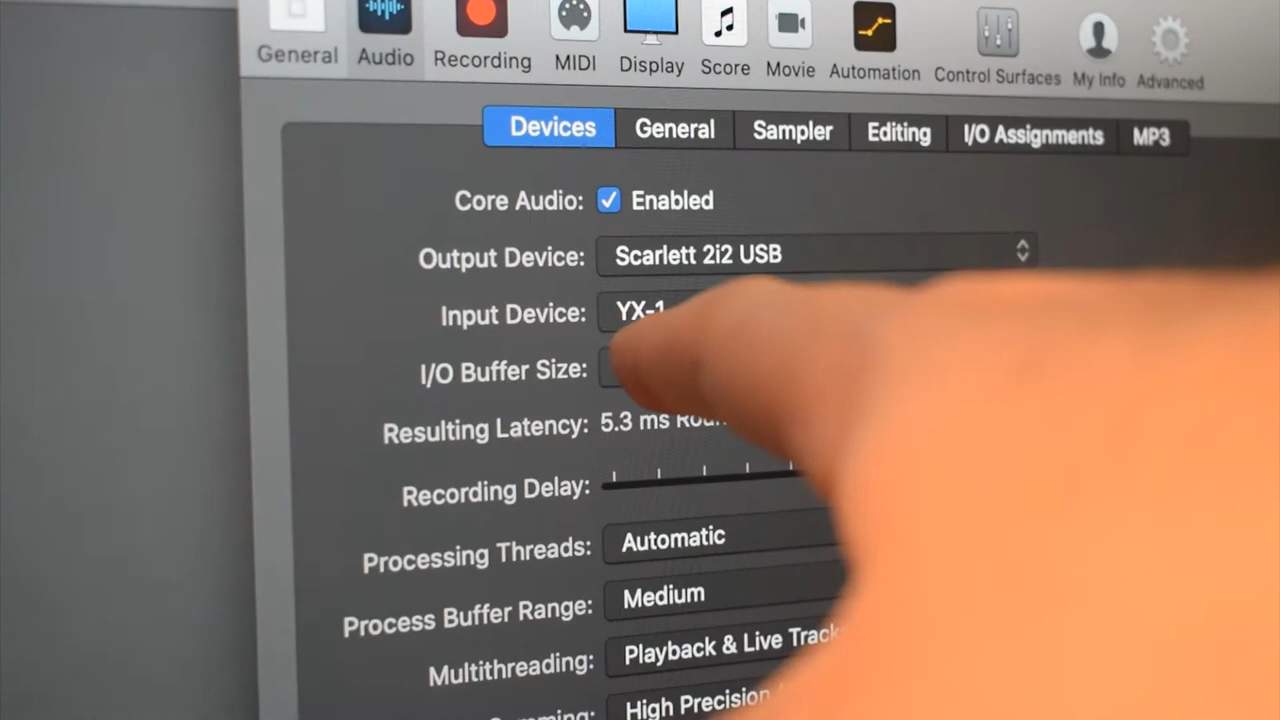 General Audio Recording MIDI Display Score Movie Automation Control Surfaces My Info Advanced
Devices General Sampler Editing I/O Assignments MP3
Core Audio: Enabled
Output Device: Scarlett 2i2 USB
Input Device: YX-1
I/O Buffer Size:
Resulting Latency: 5.3 ms
Recording Delay:
Processing Threads: Automatic
Process Buffer Range: Medium
Multithreading: Playback & Live Tracks
High Precision